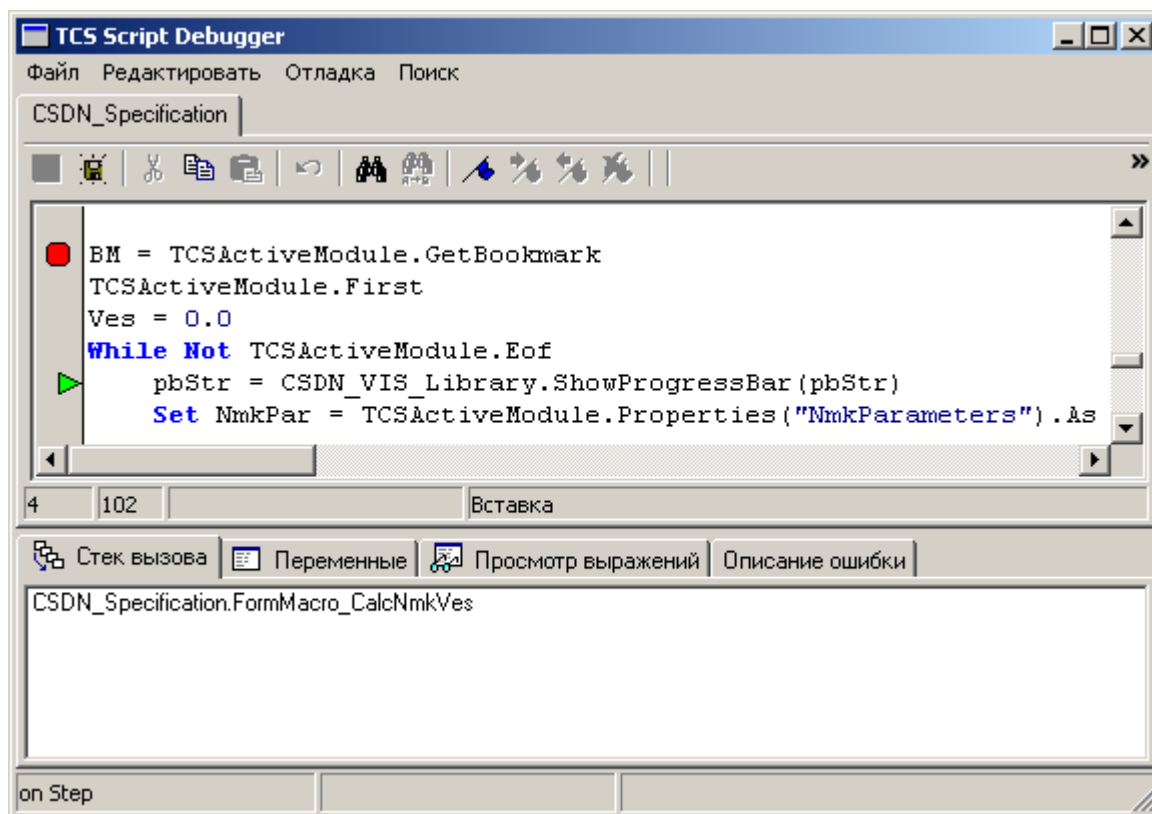 TCS Script Debugger
Файл Редактировать Отладка Поиск
CSDN_Specification
A→B
»
BM = TCSActiveModule.GetBookmark
TCSActiveModule.First
Ves = 0.0
While Not TCSActiveModule.Eof
pbStr = CSDN_VIS_Library.ShowProgressBar(pbStr)
Set NmkPar = TCSActiveModule.Properties("NmkParameters").As
4 102 Вставка
Стек вызова Переменные Просмотр выражений Описание ошибки
CSDN_Specification.FormMacro_CalcNmkVes
on Step